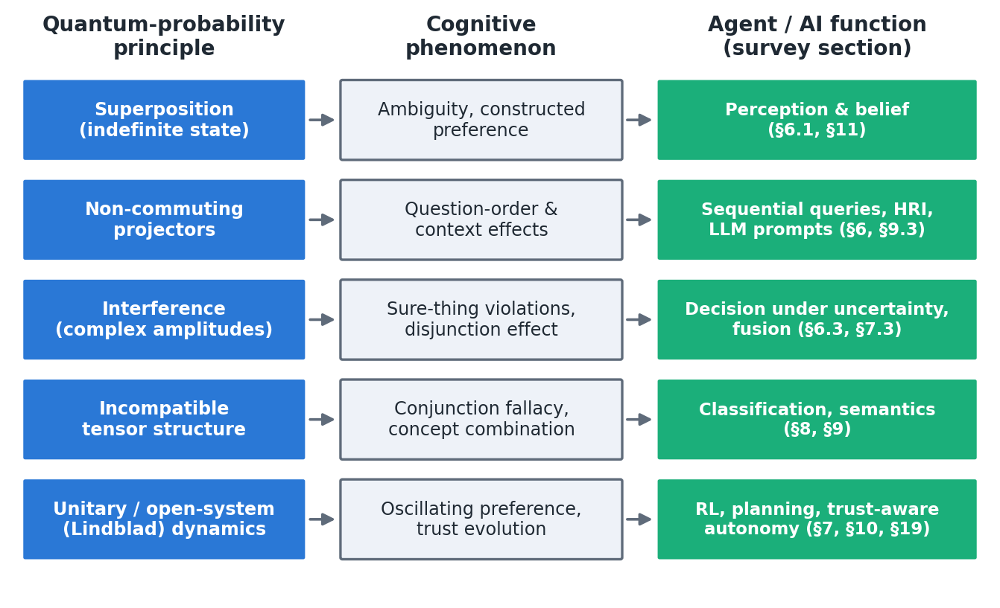 Quantum-probability
principle
Cognitive
phenomenon
Agent / AI function
(survey section)
Superposition
(indefinite state)
Ambiguity, constructed
preference
Perception & belief
(§6.1, §11)
Non-commuting
projectors
Question-order &
context effects
Sequential queries, HRI,
LLM prompts (§6, §9.3)
Interference
(complex amplitudes)
Sure-thing violations,
disjunction effect
Decision under uncertainty,
fusion (§6.3, §7.3)
Incompatible
tensor structure
Conjunction fallacy,
concept combination
Classification, semantics
(§8, §9)
Unitary / open-system
(Lindblad) dynamics
Oscillating preference,
trust evolution
RL, planning, trust-aware
autonomy (§7, §10, §19)